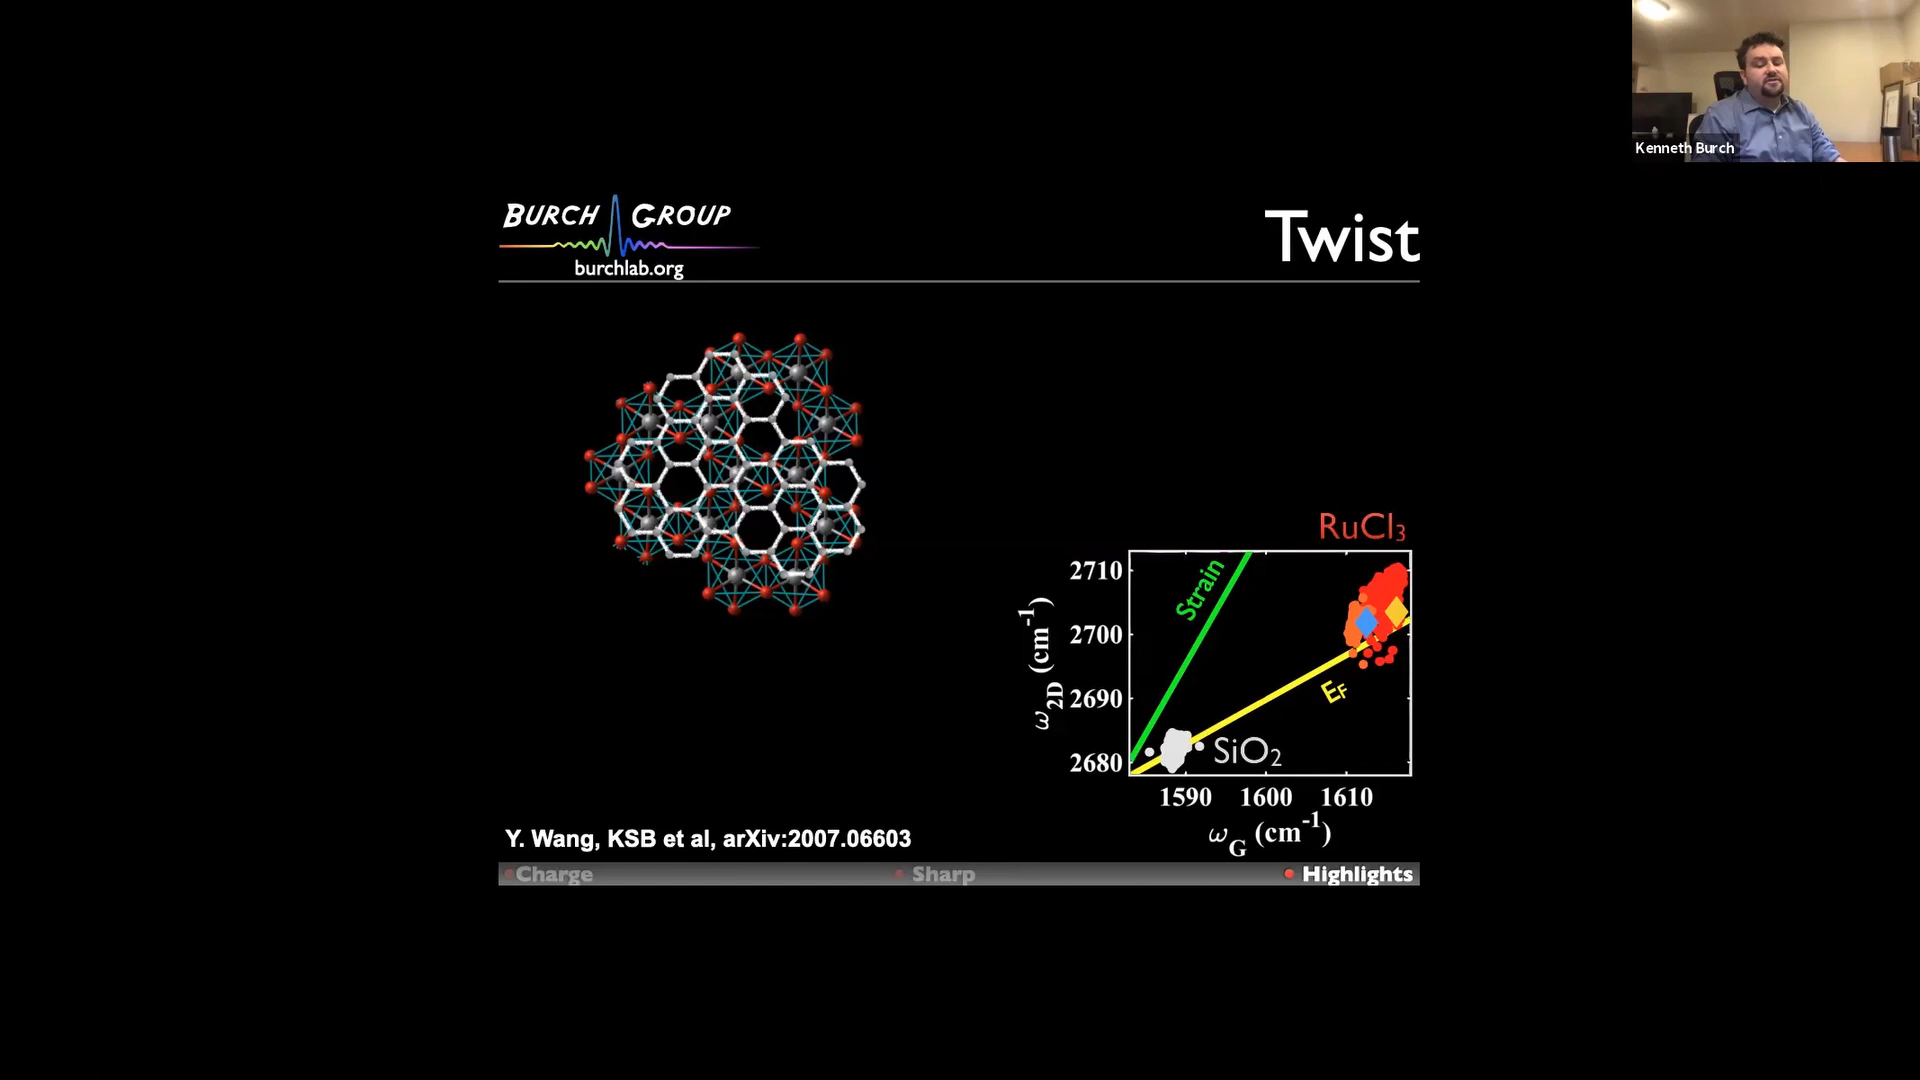 Kenneth Burch
BURCH GROUP
burchlab.org
Twist
RuCl₃
Strain
2710
2700
2690
2680
ω2D (cm⁻¹)
EF
SiO₂
1590 1600 1610
ωG (cm⁻¹)
Y. Wang, KSB et al, arXiv:2007.06603
Charge
Sharp
Highlights